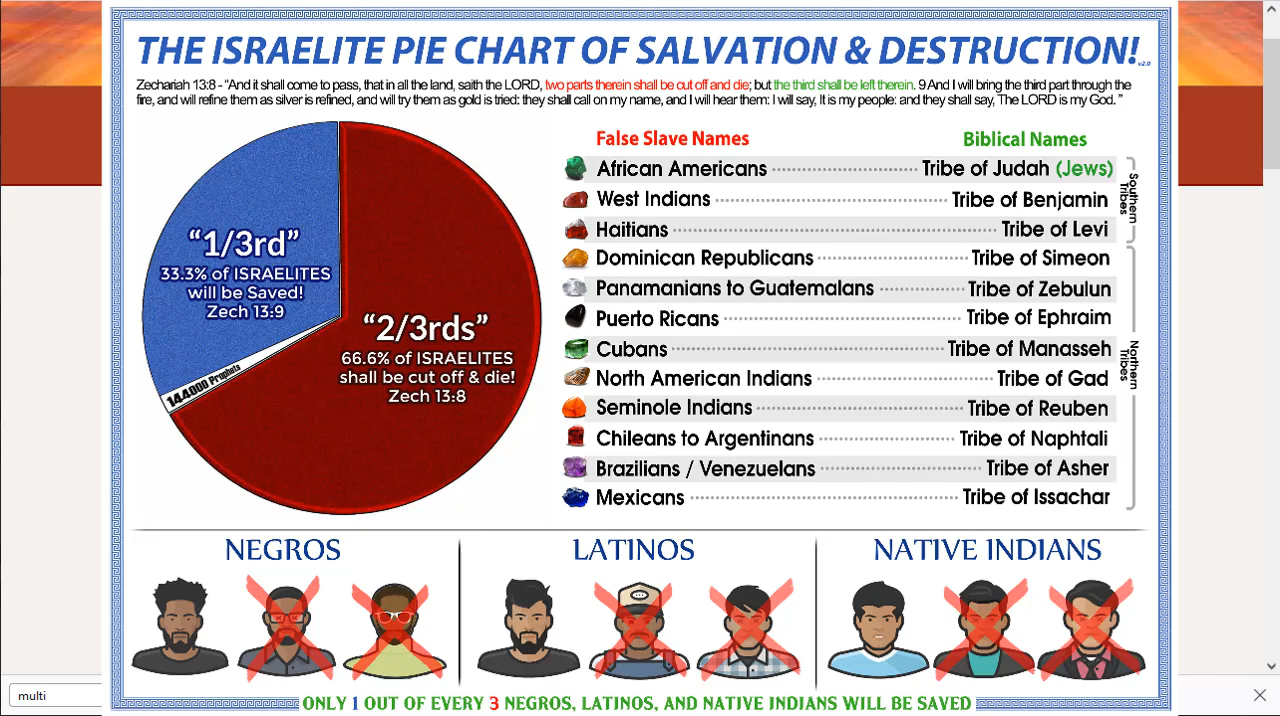 THE ISRAELITE PIE CHART OF SALVATION & DESTRUCTION! v2.0
Zechariah 13:8 - "And it shall come to pass, that in all the land, saith the LORD, two parts therein shall be cut off and die; but the third shall be left therein. 9 And I will bring the third part through the
fire, and will refine them as silver is refined, and will try them as gold is tried: they shall call on my name, and I will hear them: I will say, It is my people: and they shall say, The LORD is my God. "
"1/3rd"
33.3% of ISRAELITES
will be Saved!
Zech 13:9
"2/3rds"
66.6% of ISRAELITES
shall be cut off & die!
Zech 13:8
144000 Prophets
False Slave Names Biblical Names
African Americans Tribe of Judah (Jews)
West Indians Tribe of Benjamin
Haitians Tribe of Levi
Dominican Republicans Tribe of Simeon
Panamanians to Guatemalans Tribe of Zebulun
Puerto Ricans Tribe of Ephraim
Cubans Tribe of Manasseh
North American Indians Tribe of Gad
Seminole Indians Tribe of Reuben
Chileans to Argentinans Tribe of Naphtali
Brazilians / Venezuelans Tribe of Asher
Mexicans Tribe of Issachar
Southern
Tribes
Northern
Tribes
NEGROS
LATINOS
NATIVE INDIANS
ONLY 1 OUT OF EVERY 3 NEGROS, LATINOS, AND NATIVE INDIANS WILL BE SAVED
multi